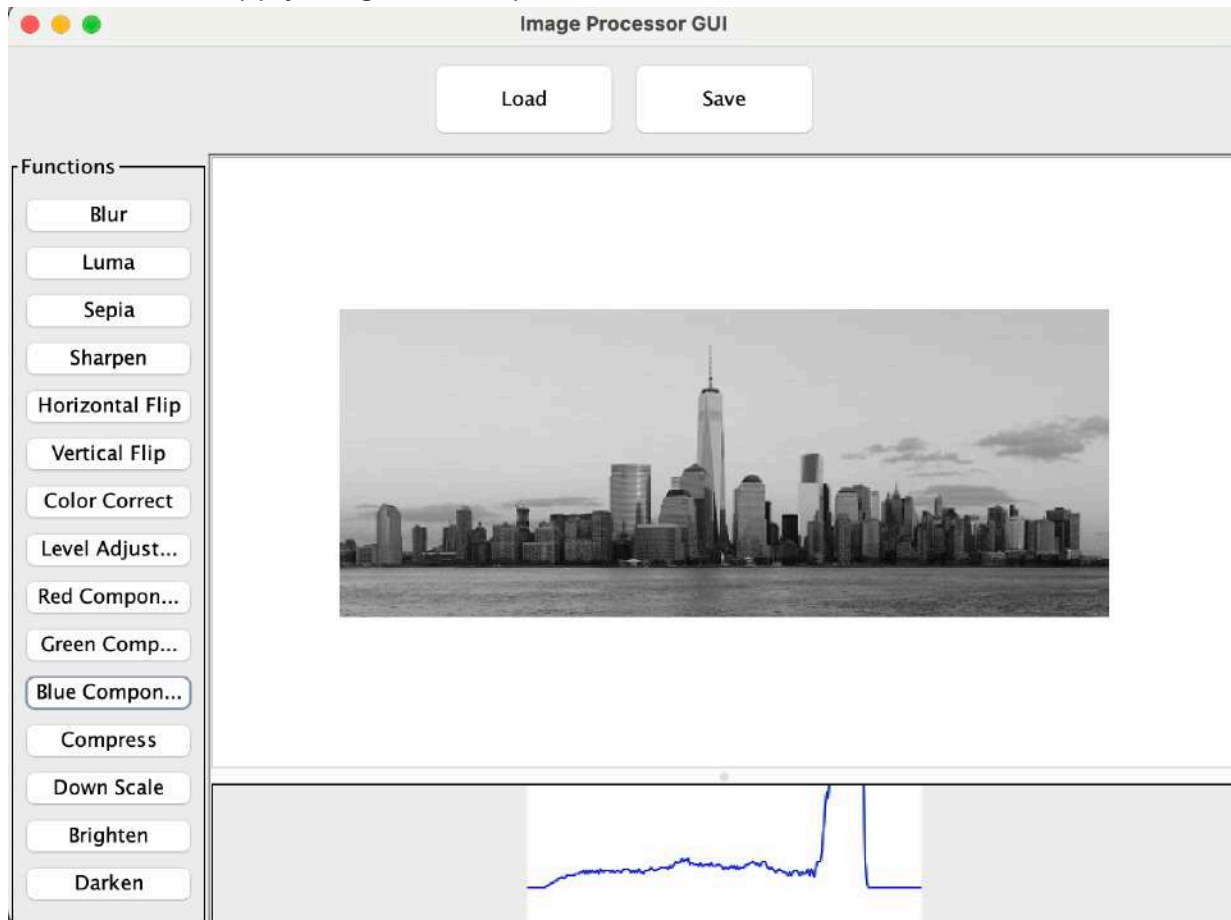 Image Processor GUI
Load Save
Functions
Blur
Luma
Sepia
Sharpen
Horizontal Flip
Vertical Flip
Color Correct
Level Adjust...
Red Compon...
Green Comp...
Blue Compon...
Compress
Down Scale
Brighten
Darken